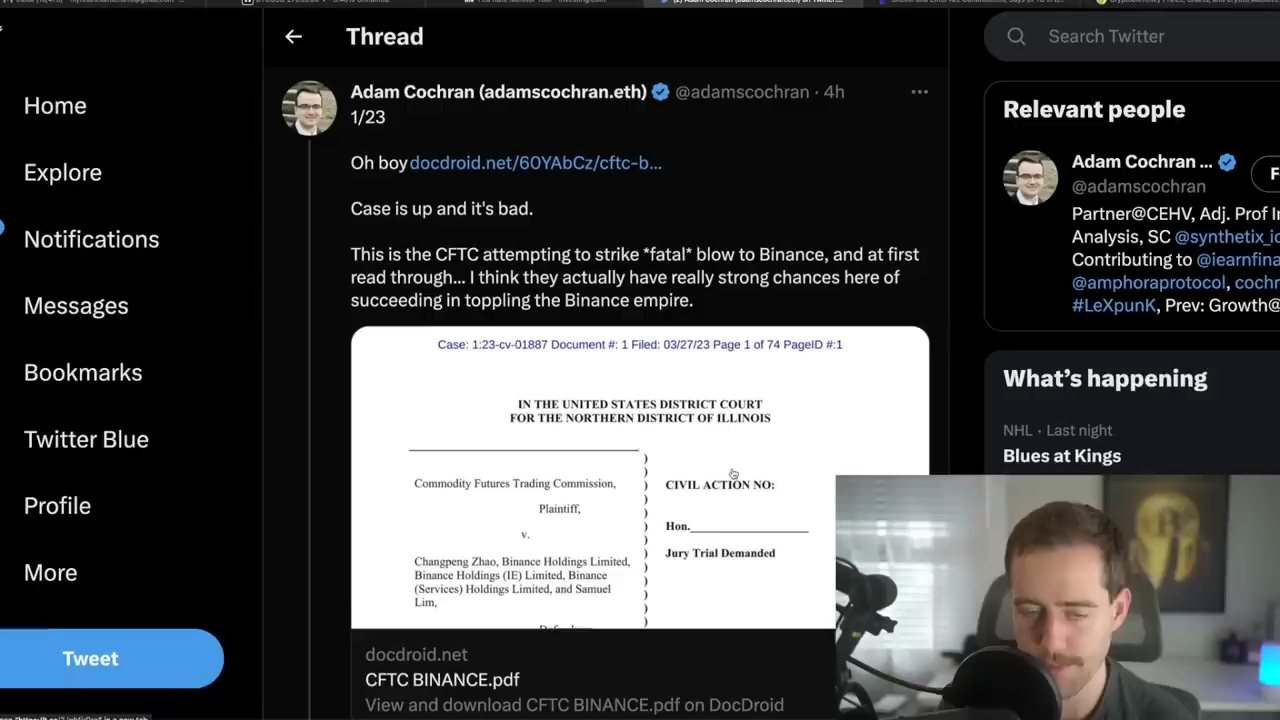 Thread
Search Twitter
Home
Explore
Notifications
Messages
Bookmarks
Twitter Blue
Profile
More
Tweet
Adam Cochran (adamscochran.eth) @adamscochran · 4h
1/23
Oh boy docdroid.net/60YAbCz/cftc-b...
Case is up and it's bad.
This is the CFTC attempting to strike *fatal* blow to Binance, and at first
read through... I think they actually have really strong chances here of
succeeding in toppling the Binance empire.
Case: 1:23-cv-01887 Document #: 1 Filed: 03/27/23 Page 1 of 74 PageID #:1
IN THE UNITED STATES DISTRICT COURT
FOR THE NORTHERN DISTRICT OF ILLINOIS
Commodity Futures Trading Commission,
Plaintiff,
v.
Changpeng Zhao, Binance Holdings Limited,
Binance Holdings (IE) Limited, Binance
(Services) Holdings Limited, and Samuel
Lim,
CIVIL ACTION NO:
Hon.
Jury Trial Demanded
docdroid.net
CFTC BINANCE.pdf
View and download CFTC BINANCE.pdf on DocDroid
Relevant people
Adam Cochran ...
@adamscochran
F
Partner@CEHV, Adj. Prof In
Analysis, SC @synthetix_io
Contributing to @iearnfina
@amphoraprotocol, cochr
#LeXpunK, Prev: Growth@
What's happening
NHL · Last night
Blues at Kings